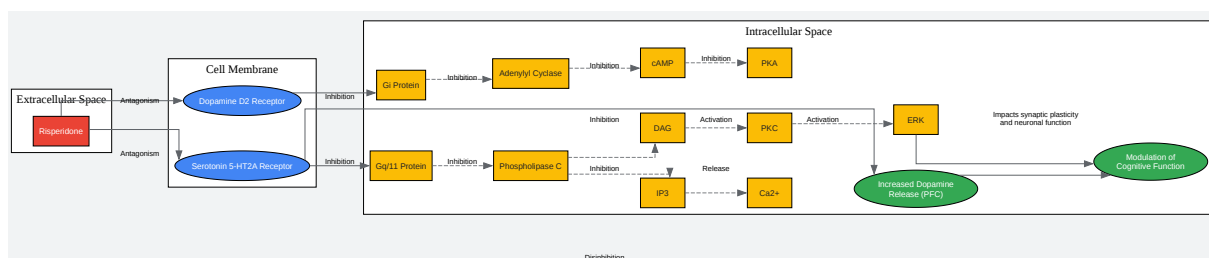 Intracellular Space
Cell Membrane
Extracellular Space
Risperidone
Antagonism
Antagonism
Dopamine D2 Receptor
Serotonin 5-HT2A Receptor
Inhibition
Inhibition
Gi Protein
Inhibition
Adenylyl Cyclase
Inhibition
cAMP
Inhibition
PKA
Gq/11 Protein
Inhibition
Phospholipase C
Inhibition
Inhibition
DAG
Activation
PKC
Activation
ERK
IP3
Release
Ca2+
Impacts synaptic plasticity
and neuronal function
Increased Dopamine
Release (PFC)
Modulation of
Cognitive Function
Disinhibition